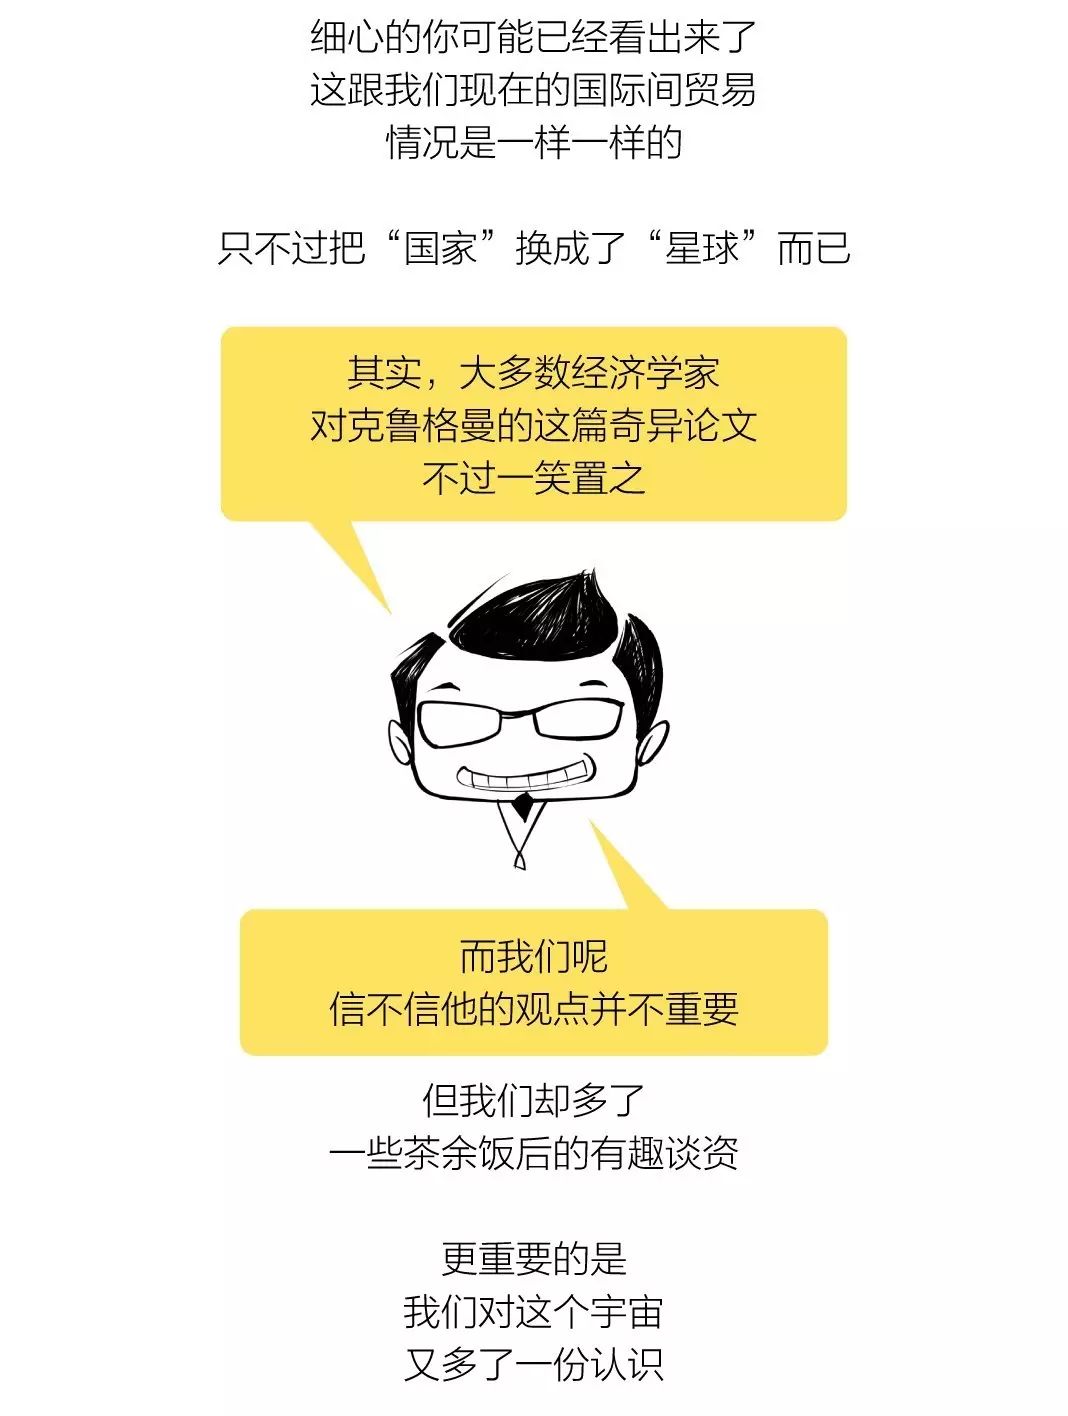 细心的你可能已经看出来了
这跟我们现在的国际间贸易
情况是一样一样的
只不过把“国家”换成了“星球”而已
其实，大多数经济学家
对克鲁格曼的这篇奇异论文
不过一笑置之
而我们呢
信不信他的观点并不重要
但我们却多了
一些茶余饭后的有趣谈资
更重要的是
我们对这个宇宙
又多了一份认识